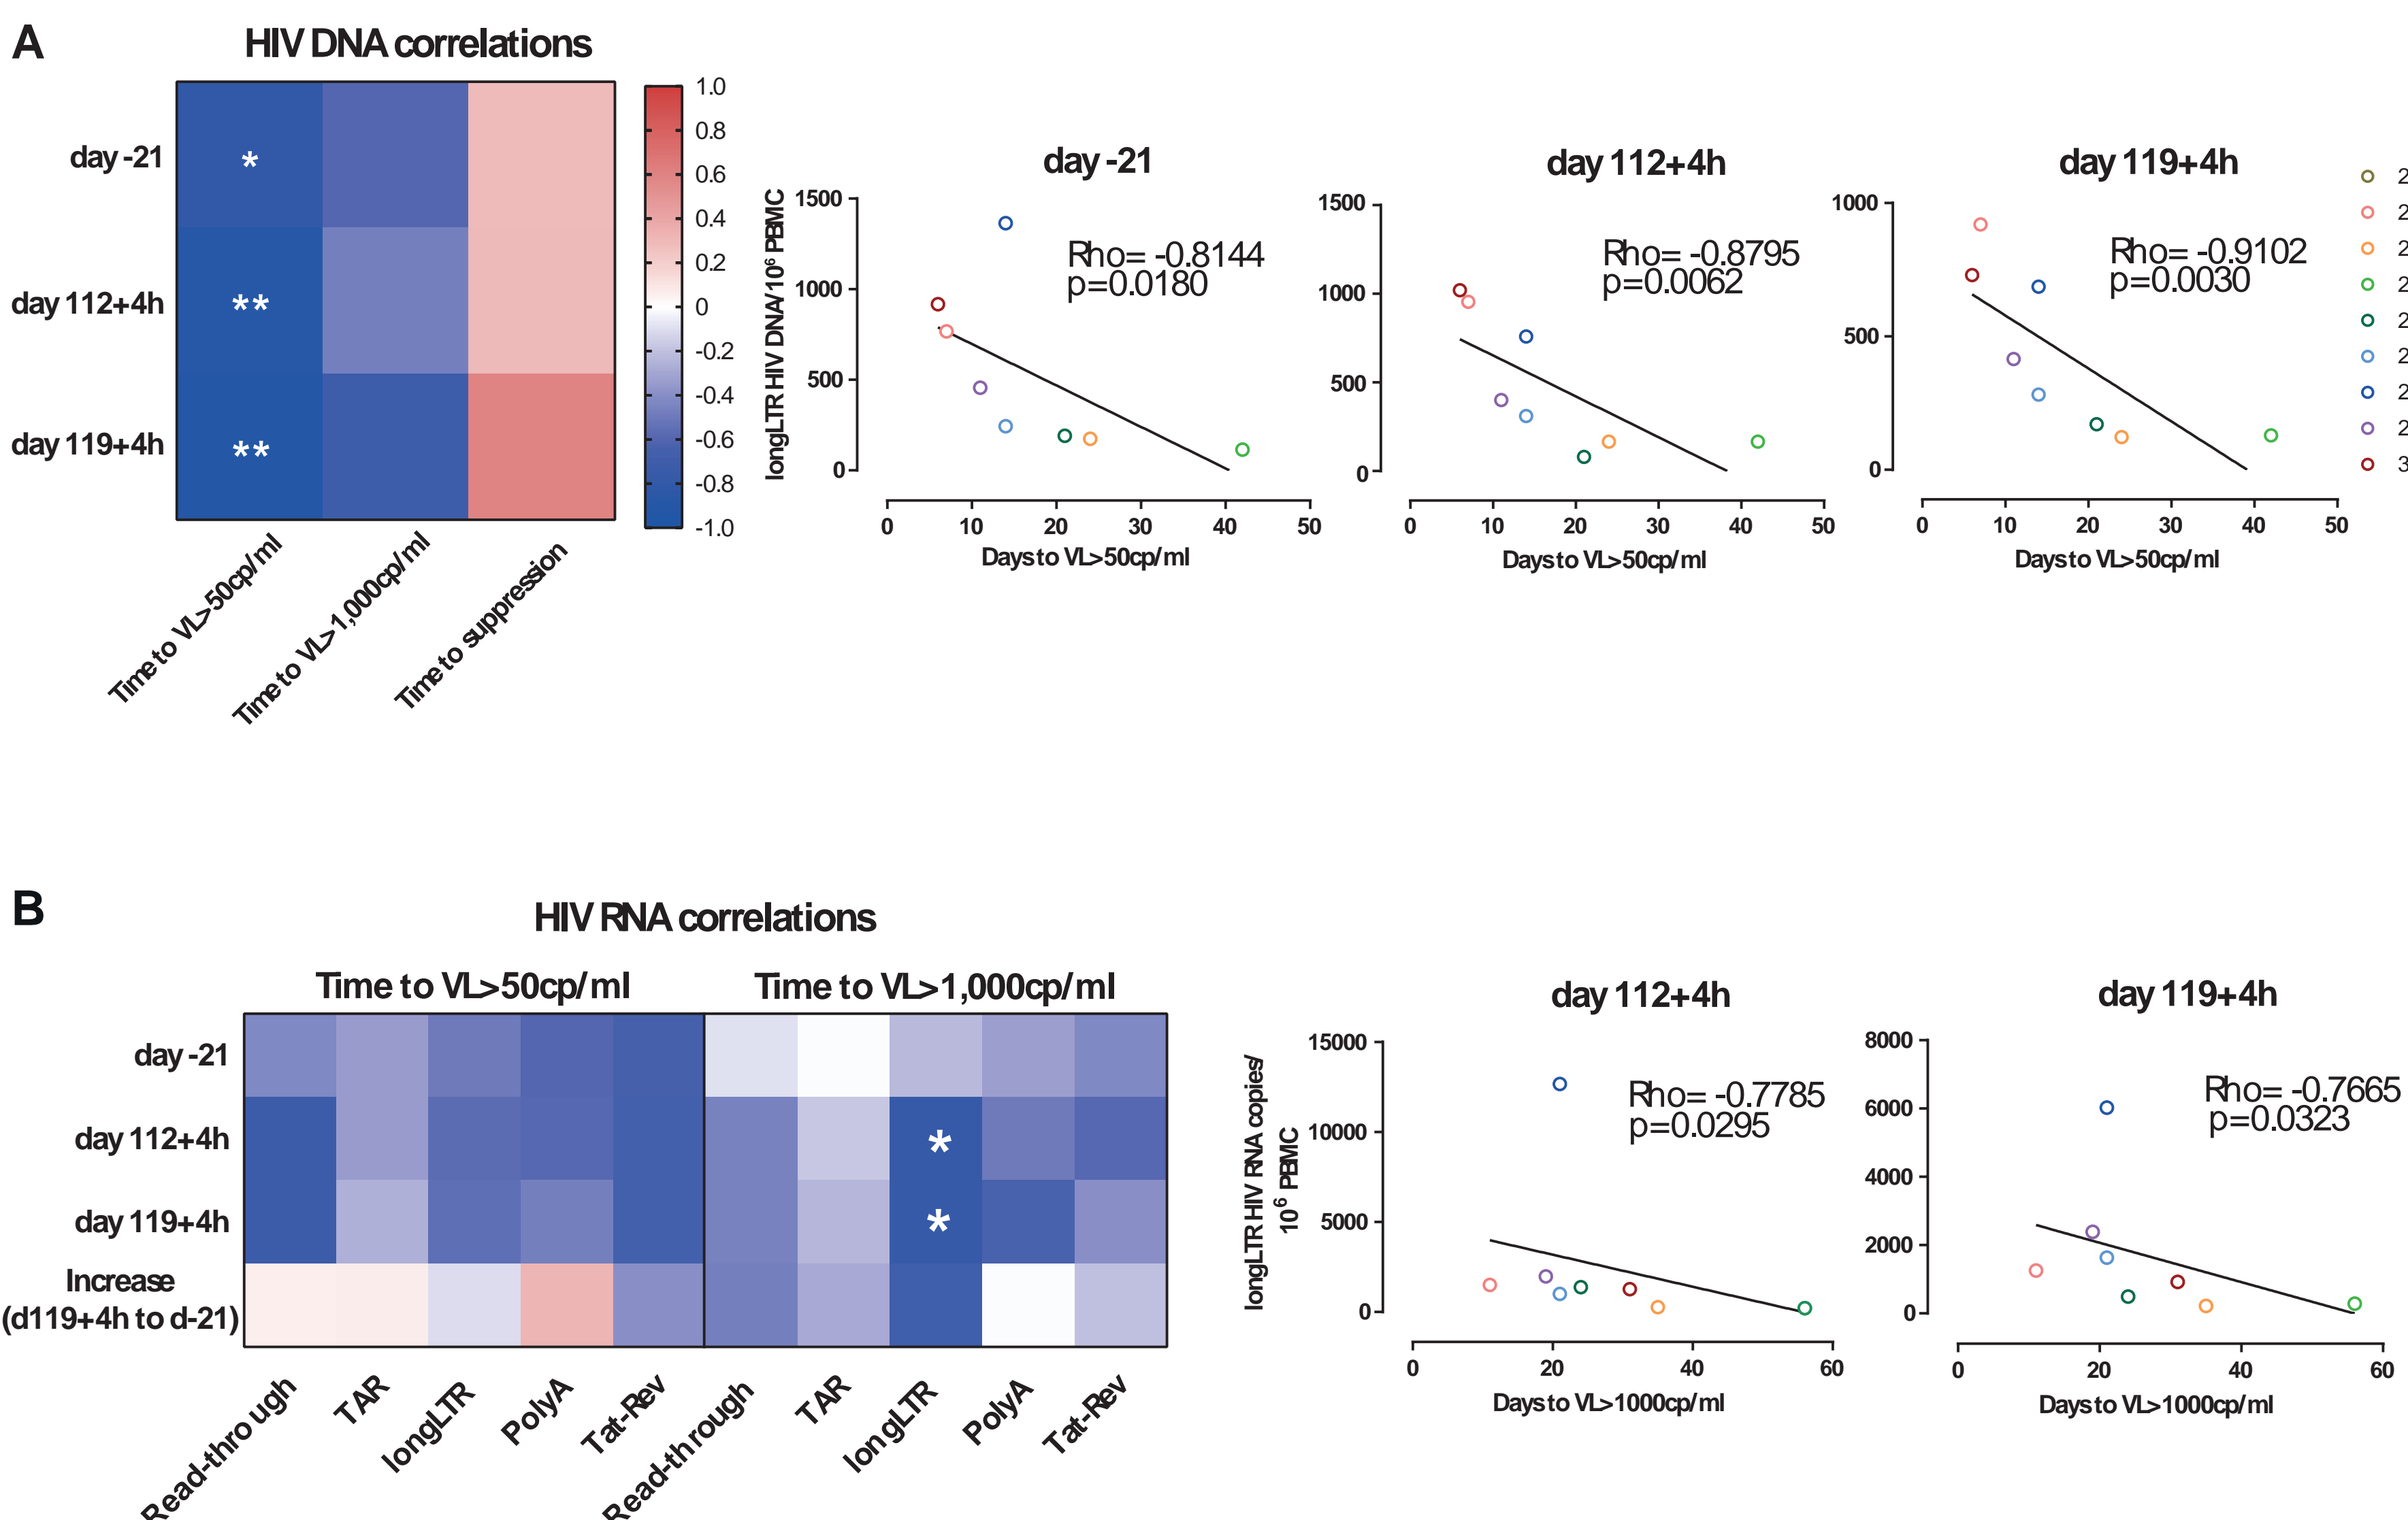 A
HIV DNA correlations
day -21
day 112+4h
day 119+4h
Time to VL>50cp/ml
Time to VL>1,000cp/ml
Time to suppression
1.0
0.8
0.6
0.4
0.2
0
-0.2
-0.4
-0.6
-0.8
-1.0
*
**
**
day -21
longLTR HIV DNA/10⁶ PBMC
1500
1000
500
0
Rho= -0.8144
p=0.0180
0 10 20 30 40 50
Days to VL>50cp/ml
day 112+4h
1500
1000
500
0
Rho= -0.8795
p=0.0062
0 10 20 30 40 50
Days to VL>50cp/ml
day 119+4h
1000
500
0
Rho= -0.9102
p=0.0030
0 10 20 30 40 50
Days to VL>50cp/ml
2
2
2
2
2
2
2
2
3
B
HIV RNA correlations
Time to VL>50cp/ml
Time to VL>1,000cp/ml
day -21
day 112+4h
day 119+4h
Increase
(d119+4h to d-21)
*
*
Read-through
TAR
longLTR
PolyA
Tat-Rev
Read-through
TAR
longLTR
PolyA
Tat-Rev
day 112+4h
longLTR HIV RNA copies/
10⁶ PBMC
15000
10000
5000
0
Rho= -0.7785
p=0.0295
0 20 40 60
Days to VL>1000cp/ml
day 119+4h
8000
6000
4000
2000
0
Rho= -0.7665
p=0.0323
0 20 40 60
Days to VL>1000cp/ml